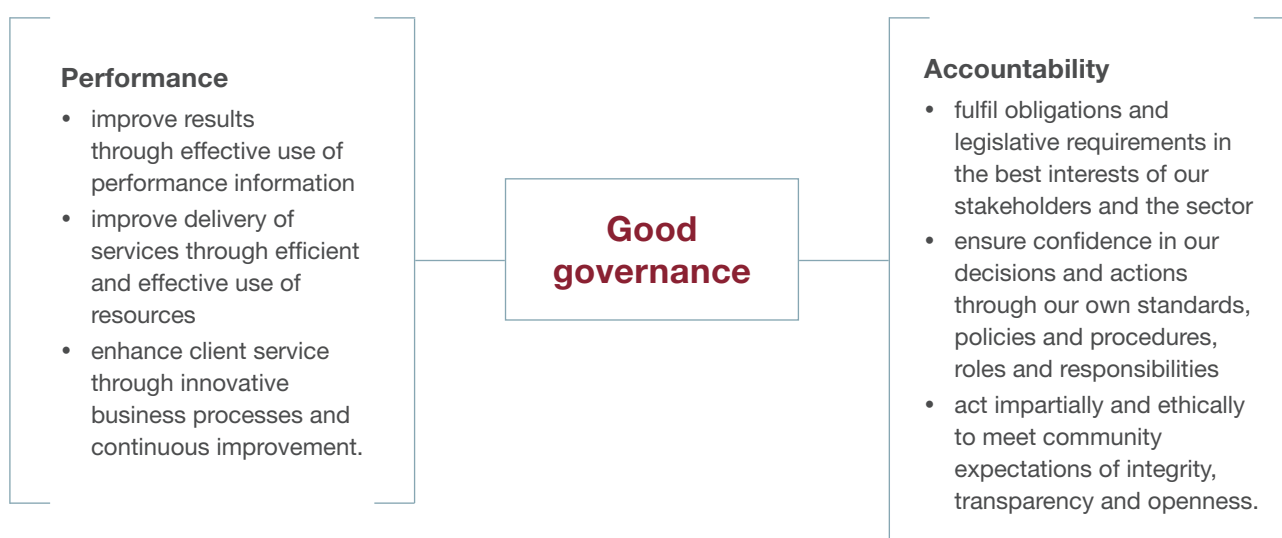 Performance
• improve results
through effective use of
performance information
• improve delivery of
services through efficient
and effective use of
resources
• enhance client service
through innovative
business processes and
continuous improvement.
Good
governance
Accountability
• fulfil obligations and
legislative requirements in
the best interests of our
stakeholders and the sector
• ensure confidence in our
decisions and actions
through our own standards,
policies and procedures,
roles and responsibilities
• act impartially and ethically
to meet community
expectations of integrity,
transparency and openness.